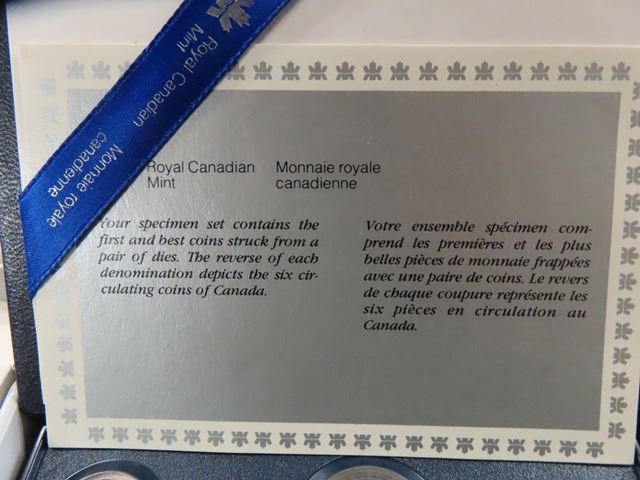 Royal Canadian
Mint
Monnaie royale
canadienne
Royal Canadian
Mint
Monnaie royale
canadienne
Your specimen set contains the
first and best coins struck from a
pair of dies. The reverse of each
denomination depicts the six cir-
culating coins of Canada.
Votre ensemble spécimen com-
prend les premières et les plus
belles pièces de monnaie frappées
avec une paire de coins. Le revers
de chaque coupure représente les
six pièces en circulation au
Canada.